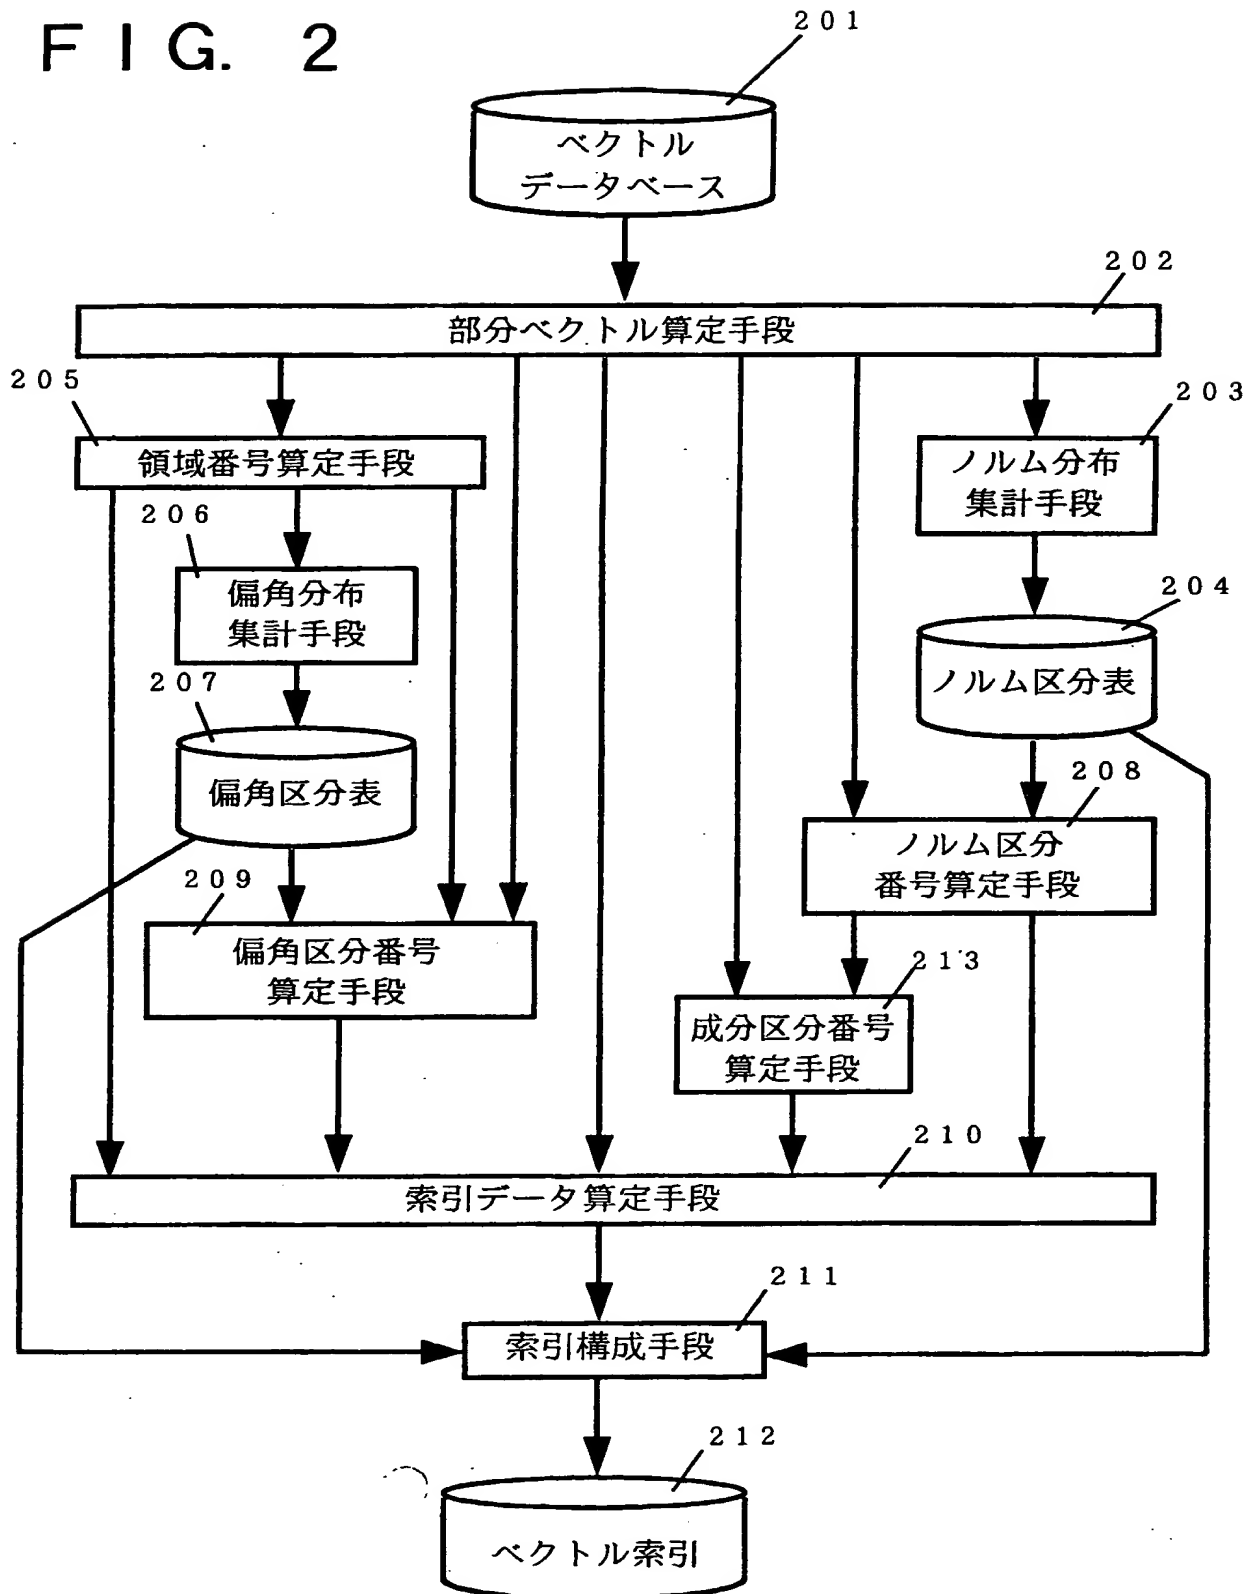 FIG. 2
201
ベクトル
データベース
202
部分ベクトル算定手段
205
203
領域番号算定手段
ノルム分布
集計手段
206
偏角分布
集計手段
204
ノルム区分表
207
偏角区分表
208
ノルム区分
番号算定手段
209
偏角区分番号
算定手段
213
成分区分番号
算定手段
210
索引データ算定手段
211
索引構成手段
212
ベクトル索引